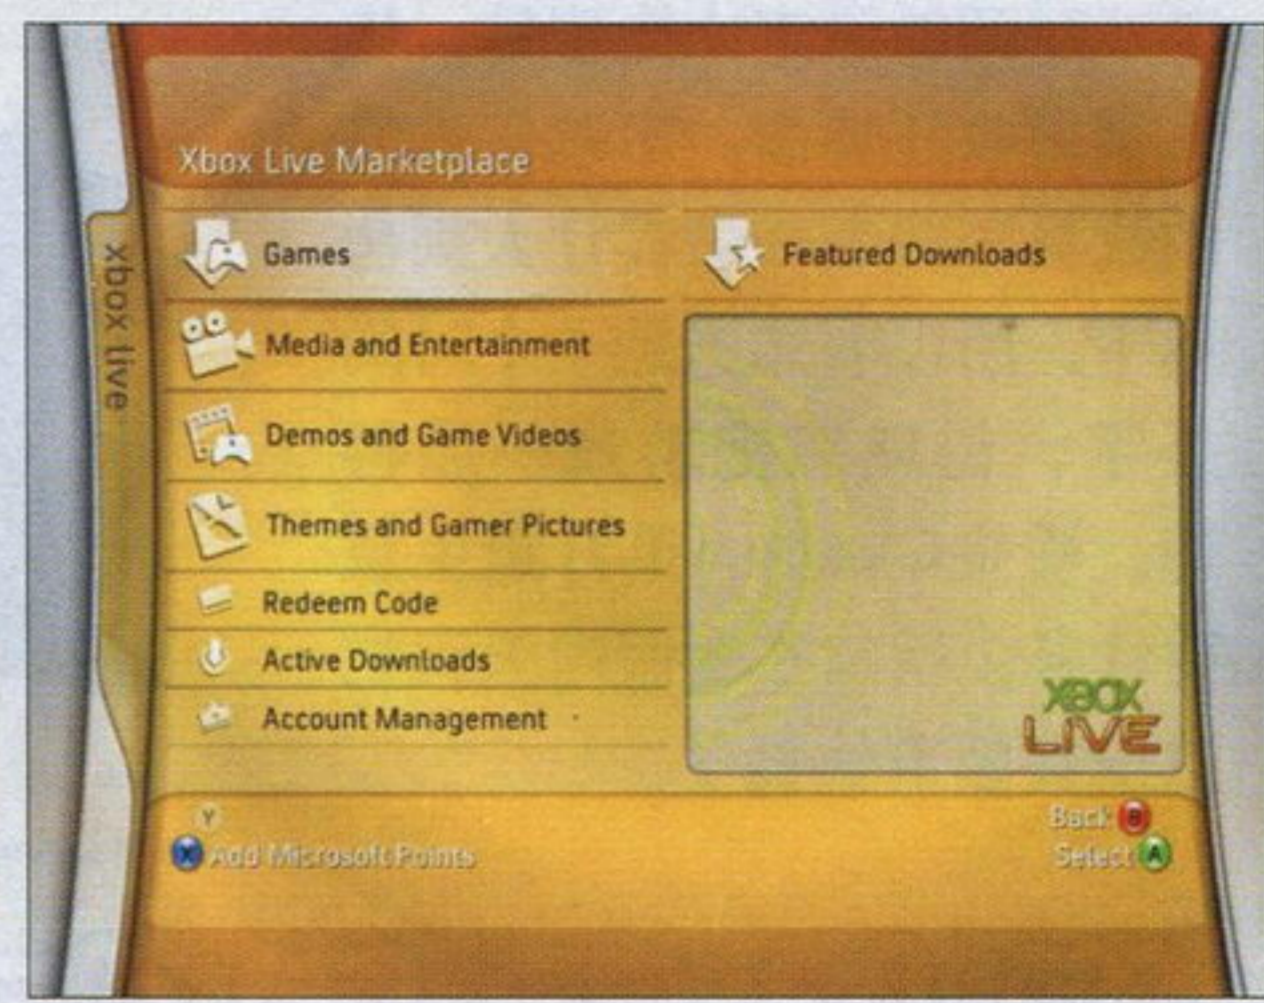 Xbox Live Marketplace
xbox live
Games
Media and Entertainment
Demos and Game Videos
Themes and Gamer Pictures
Redeem Code
Active Downloads
Account Management
Featured Downloads
XBOX
LIVE
Y
X Add Microsoft Points
Back B
Select A